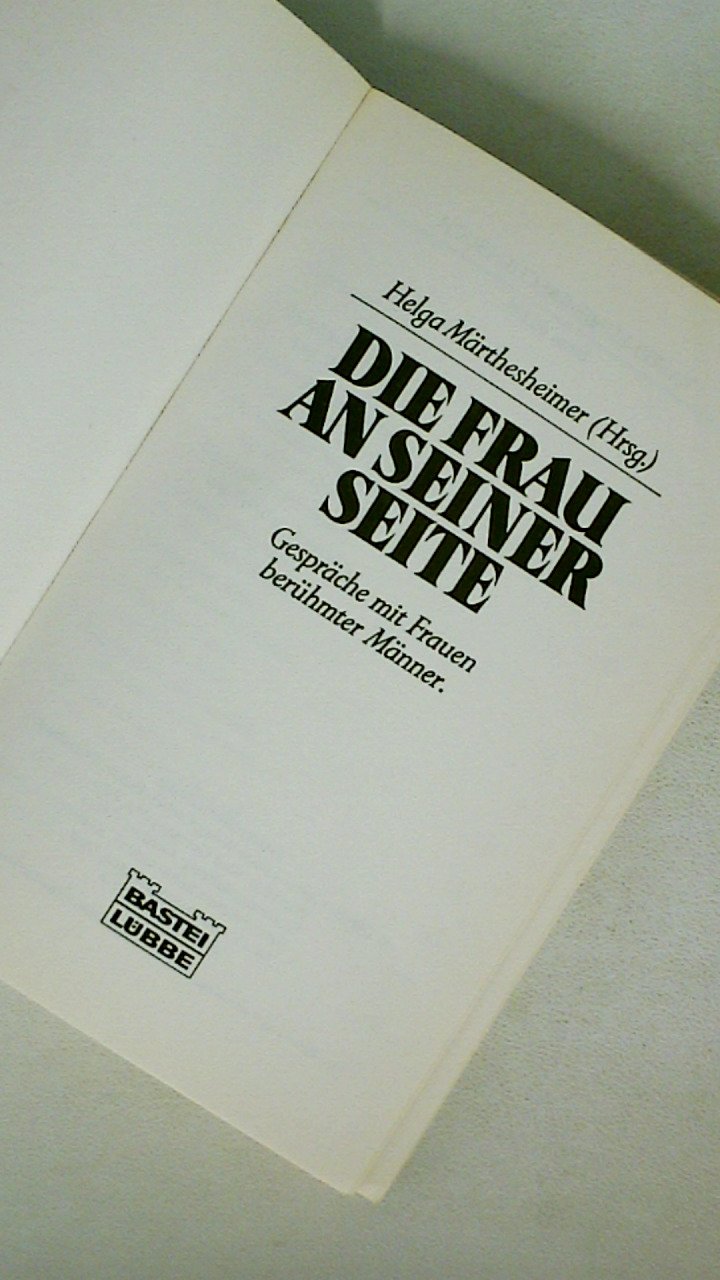 Helga Märthesheimer (Hrsg.)
DIE FRAU
AN SEINER
SEITE
Gespräche mit Frauen
berühmter Männer.
BASTEI
LÜBBE